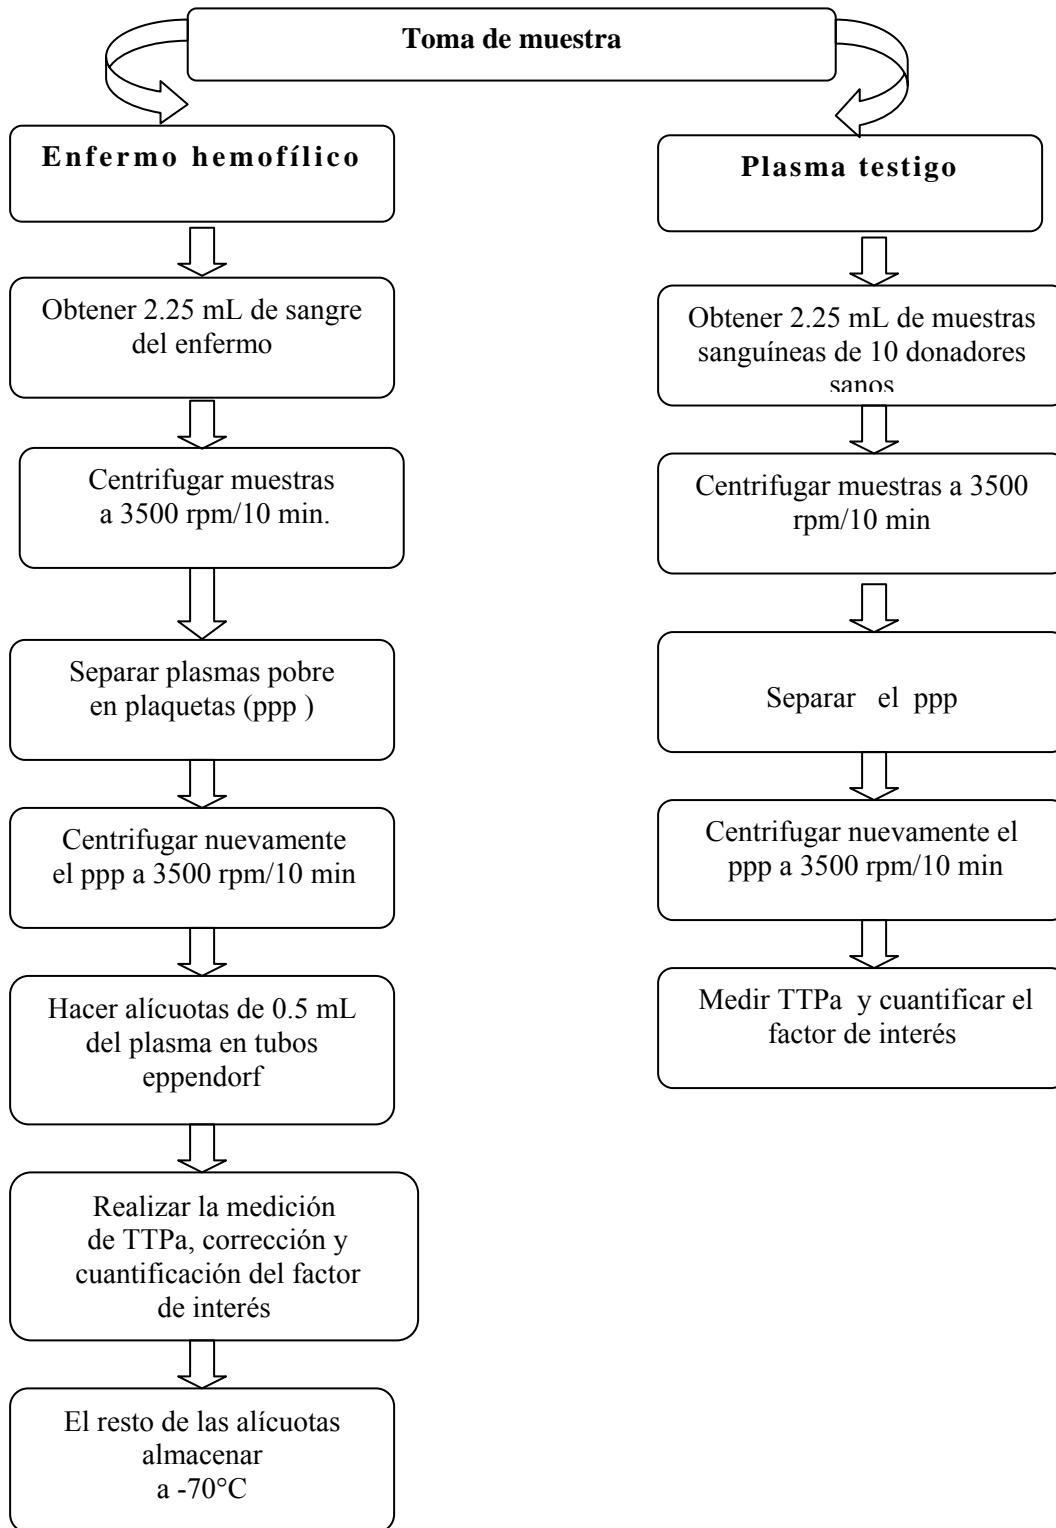 Toma de muestra
Enfermo hemofílico
Obtener 2.25 mL de sangre
del enfermo
Centrifugar muestras
a 3500 rpm/10 min.
Separar plasmas pobre
en plaquetas (ppp )
Centrifugar nuevamente
el ppp a 3500 rpm/10 min
Hacer alícuotas de 0.5 mL
del plasma en tubos
eppendorf
Realizar la medición
de TTPa, corrección y
cuantificación del factor
de interés
El resto de las alícuotas
almacenar
a -70°C
Plasma testigo
Obtener 2.25 mL de muestras
sanguíneas de 10 donadores
sanos
Centrifugar muestras a 3500
rpm/10 min
Separar el ppp
Centrifugar nuevamente el
ppp a 3500 rpm/10 min
Medir TTPa y cuantificar el
factor de interés